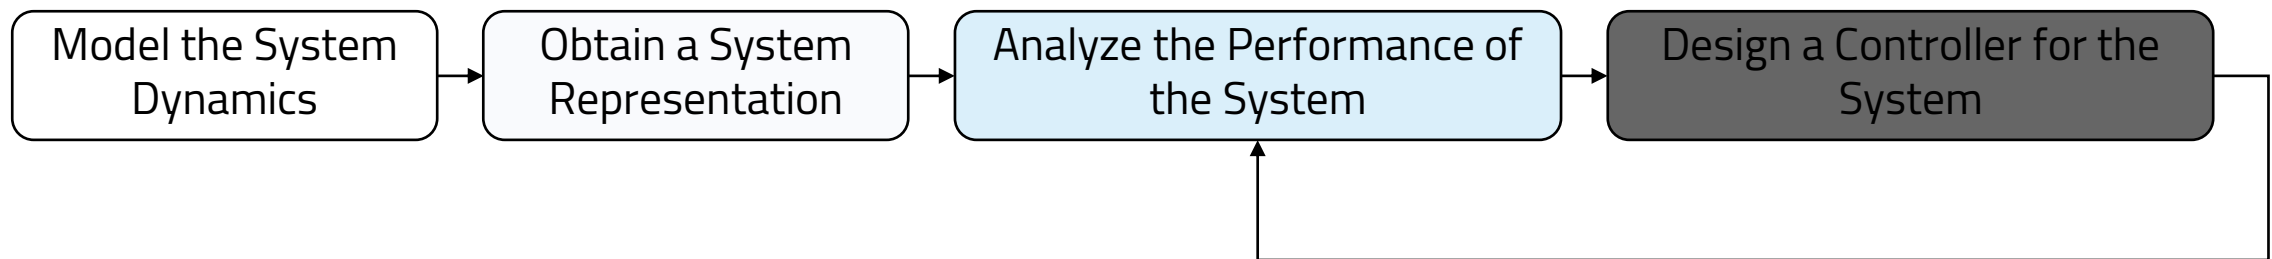 Model the System
Dynamics
Obtain a System
Representation
Analyze the Performance of
the System
Design a Controller for the
System